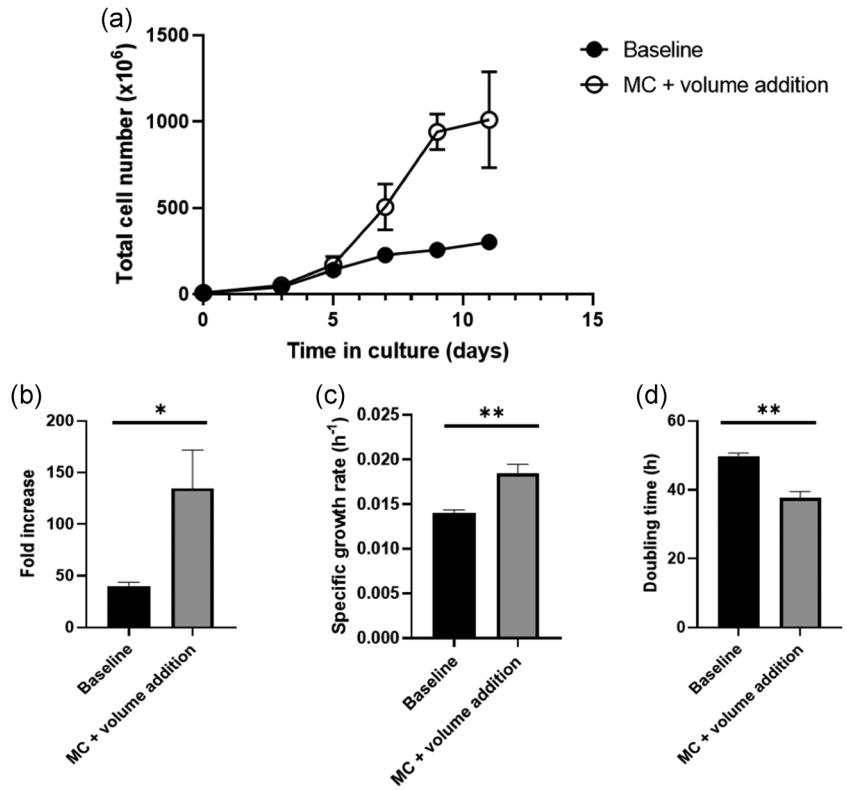 (a)
Total cell number (x10⁶)
1500
1000
500
0
0
5
10
15
Time in culture (days)
Baseline
MC + volume addition
(b)
Fold increase
200
150
100
50
0
*
Baseline
MC + volume addition
(c)
Specific growth rate (h⁻¹)
0.025
0.020
0.015
0.010
0.005
0.000
**
Baseline
MC + volume addition
(d)
Doubling time (h)
60
40
20
0
**
Baseline
MC + volume addition